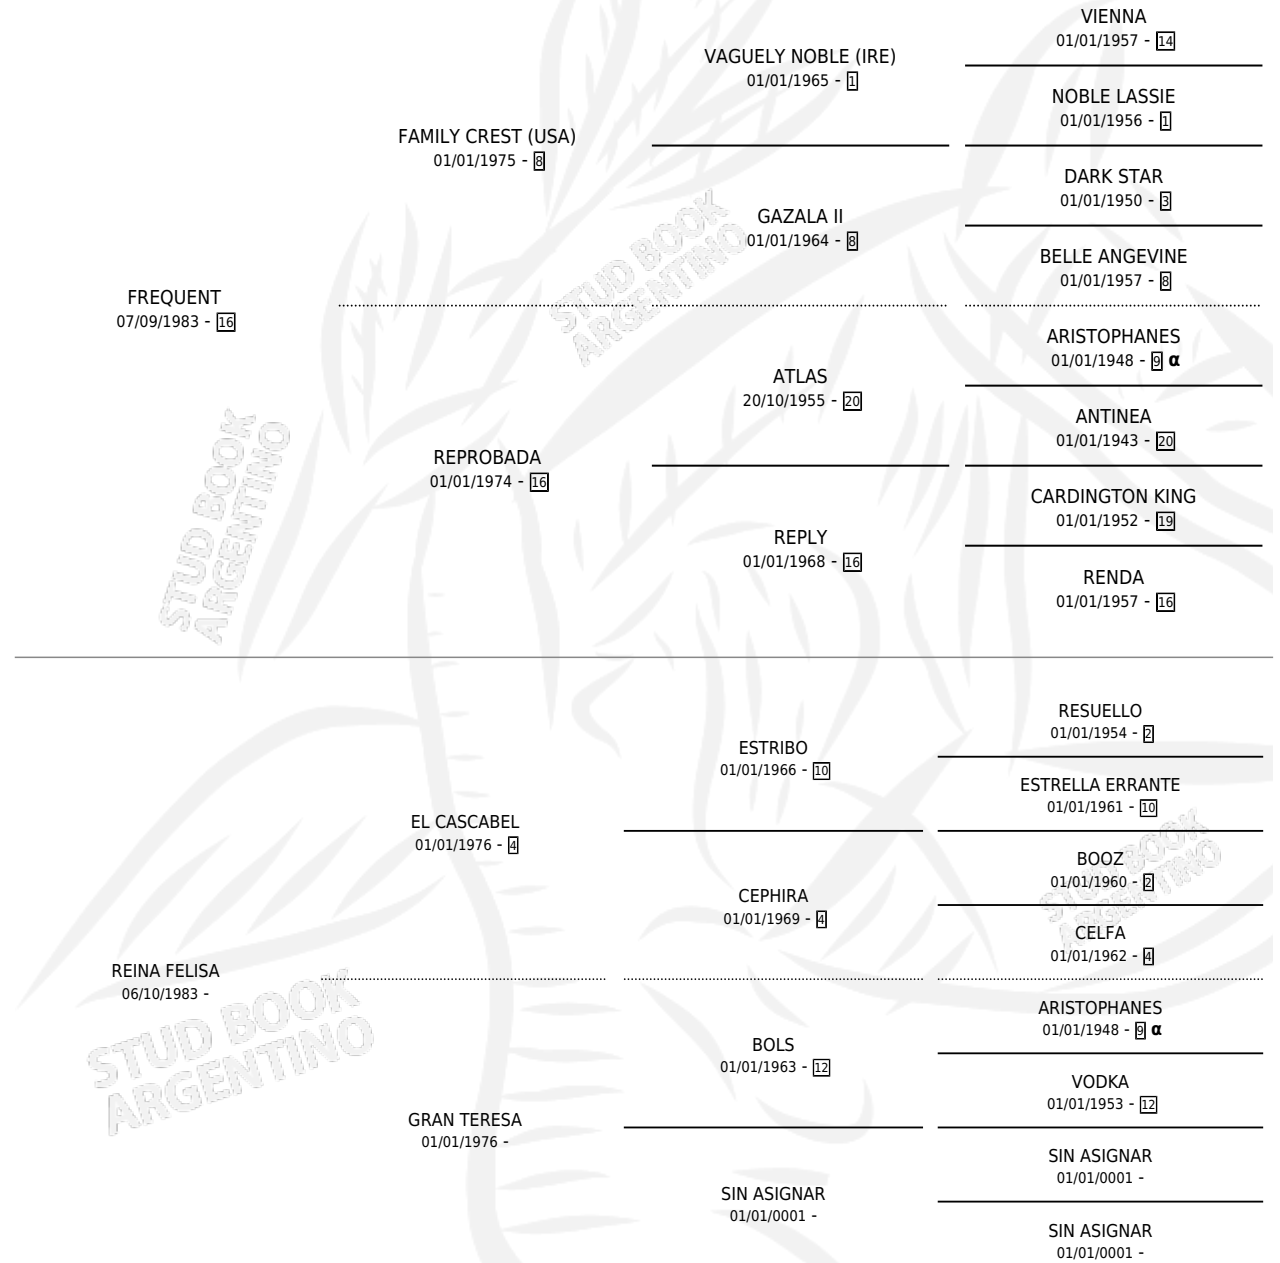 VIENNA
01/01/1957 - 14
VAGUELY NOBLE (IRE)
01/01/1965 - 1
NOBLE LASSIE
01/01/1956 - 1
FAMILY CREST (USA)
01/01/1975 - 8
DARK STAR
01/01/1950 - 3
GAZALA II
01/01/1964 - 8
BELLE ANGEVINE
01/01/1957 - 8
FREQUENT
07/09/1983 - 16
ARISTOPHANES
01/01/1948 - 9 α
ATLAS
20/10/1955 - 20
ANTINEA
01/01/1943 - 20
REPROBADA
01/01/1974 - 16
CARDINGTON KING
01/01/1952 - 19
REPLY
01/01/1968 - 16
RENDA
01/01/1957 - 16
RESUELLO
01/01/1954 - 2
ESTRIBO
01/01/1966 - 10
ESTRELLA ERRANTE
01/01/1961 - 10
EL CASCABEL
01/01/1976 - 4
BOOZ
01/01/1960 - 2
CEPHIRA
01/01/1969 - 4
CELFA
01/01/1962 - 4
REINA FELISA
06/10/1983 -
ARISTOPHANES
01/01/1948 - 9 α
BOLS
01/01/1963 - 12
VODKA
01/01/1953 - 12
GRAN TERESA
01/01/1976 -
SIN ASIGNAR
01/01/0001 -
SIN ASIGNAR
01/01/0001 -
SIN ASIGNAR
01/01/0001 -
STUD BOOK
ARGENTINO
STUD BOOK
ARGENTINO
STUD BOOK
ARGENTINO
STUD BOOK
ARGENTINO